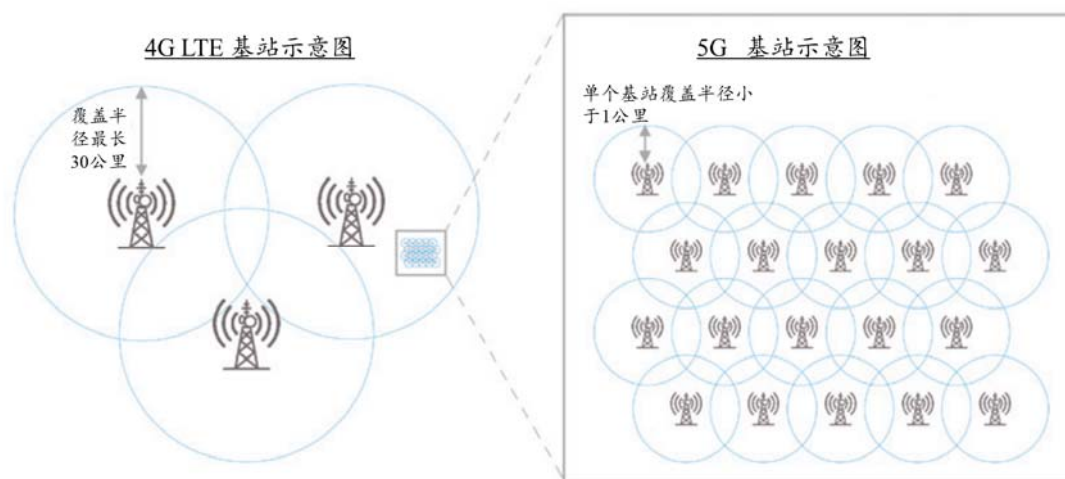 4G LTE 基站示意图
覆盖半
径最长
30公里
5G 基站示意图
单个基站覆盖半径小
于1公里